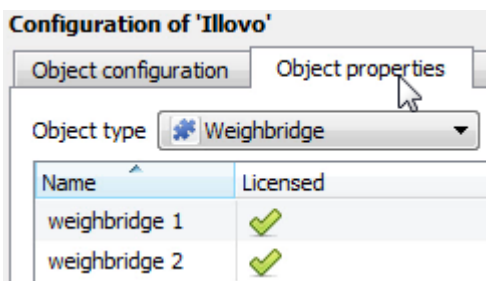 Configuration of 'Illovo'
Object configuration Object properties
Object type Weighbridge
Name Licensed
weighbridge 1
weighbridge 2